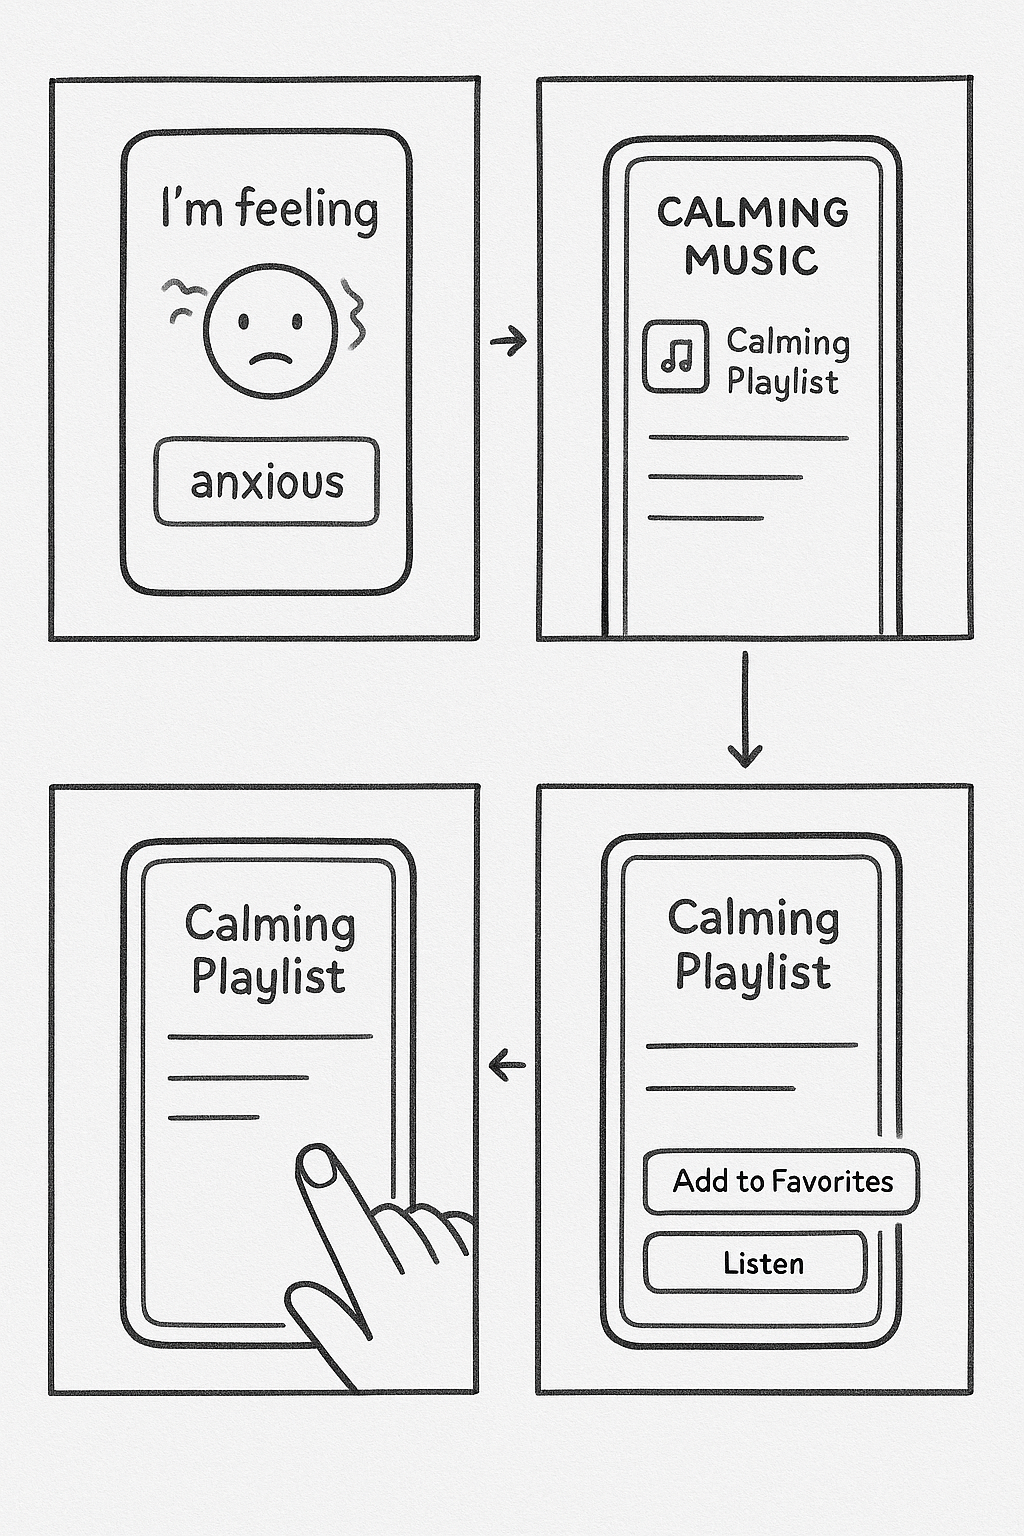 I'm feeling
anxious
CALMING
MUSIC
Calming
Playlist
Calming
Playlist
Add to Favorites
Listen
Calming
Playlist